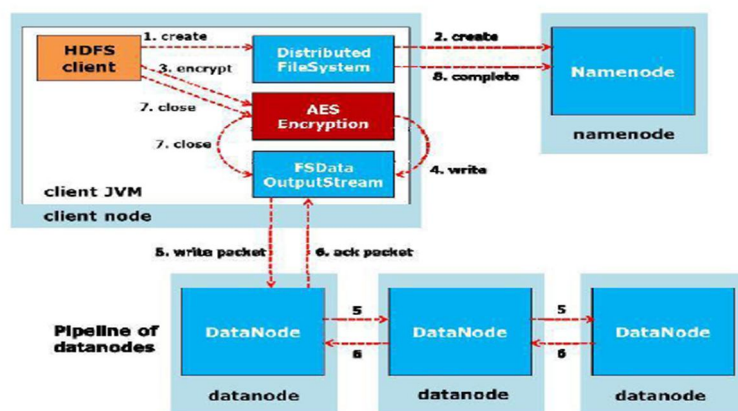 HDFS
client
1. create
3. encrypt
7. close
7. close
Distributed
FileSystem
AES
Encryption
FSData
OutputStream
4. write
client JVM
client node
2. create
8. complete
Namenode
namenode
5. write packet
6. ack packet
Pipeline of
datanodes
DataNode
datanode
5
6
DataNode
datanode
5
6
DataNode
datanode